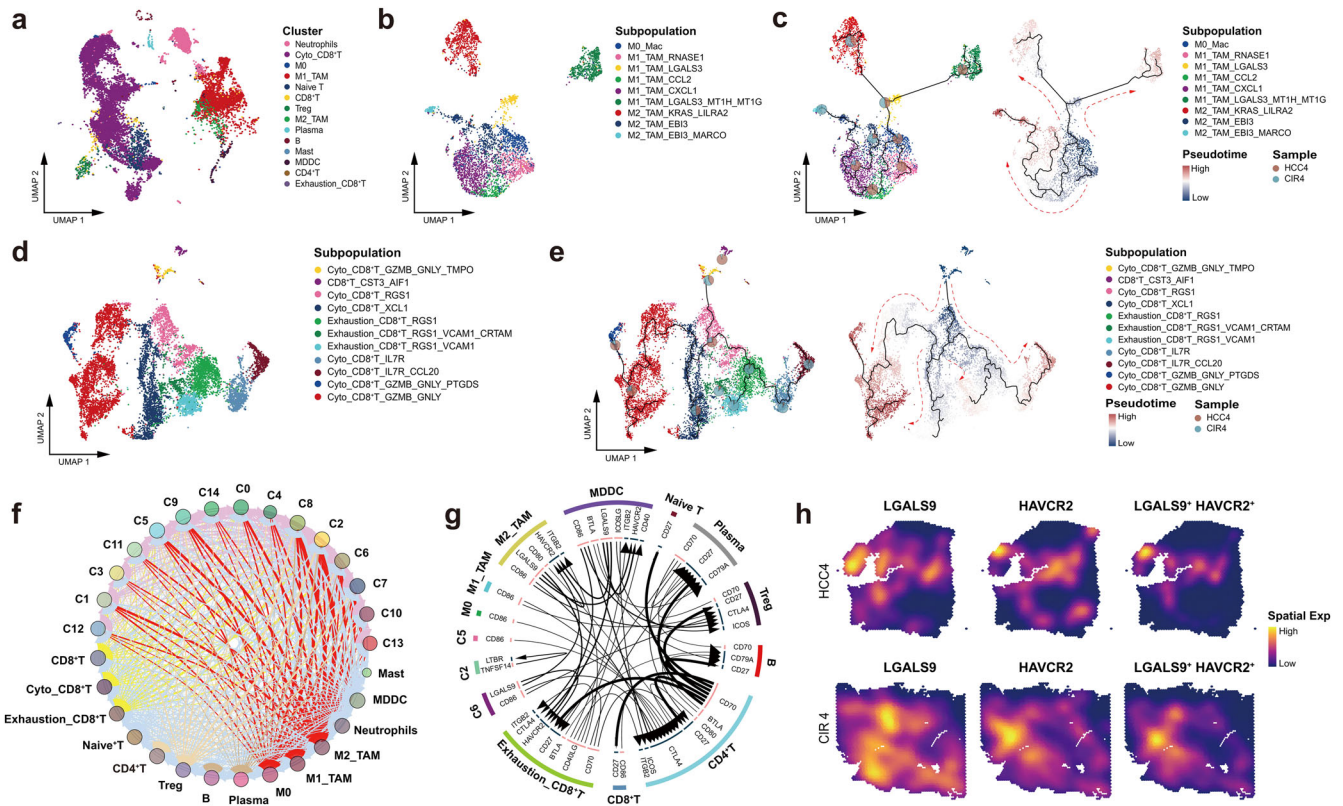 a
Cluster
Neutrophils
Cyto_CD8⁺T
M0
M1_TAM
Naive T
CD8⁺T
Treg
M2_TAM
Plasma
B
Mast
MDDC
CD4⁺T
Exhaustion_CD8⁺T
UMAP 2
UMAP 1
b
Subpopulation
M0_Mac
M1_TAM_RNASE1
M1_TAM_LGALS3
M1_TAM_CCL2
M1_TAM_CXCL1
M1_TAM_LGALS3_MT1H_MT1G
M2_TAM_KRAS_LILRA2
M2_TAM_EBI3
M2_TAM_EBI3_MARCO
UMAP 2
UMAP 1
c
Subpopulation
M0_Mac
M1_TAM_RNASE1
M1_TAM_LGALS3
M1_TAM_CCL2
M1_TAM_CXCL1
M1_TAM_LGALS3_MT1H_MT1G
M2_TAM_KRAS_LILRA2
M2_TAM_EBI3
M2_TAM_EBI3_MARCO
Pseudotime Sample
High HCC4
Low CIR4
UMAP 2
UMAP 1
d
Subpopulation
Cyto_CD8⁺T_GZMB_GNLY_TMPO
CD8⁺T_CST3_AIF1
Cyto_CD8⁺T_RGS1
Cyto_CD8⁺T_XCL1
Exhaustion_CD8⁺T_RGS1
Exhaustion_CD8⁺T_RGS1_VCAM1_CRTAM
Exhaustion_CD8⁺T_RGS1_VCAM1
Cyto_CD8⁺T_IL7R
Cyto_CD8⁺T_IL7R_CCL20
Cyto_CD8⁺T_GZMB_GNLY_PTGDS
Cyto_CD8⁺T_GZMB_GNLY
UMAP 2
UMAP 1
e
Subpopulation
Cyto_CD8⁺T_GZMB_GNLY_TMPO
CD8⁺T_CST3_AIF1
Cyto_CD8⁺T_RGS1
Cyto_CD8⁺T_XCL1
Exhaustion_CD8⁺T_RGS1
Exhaustion_CD8⁺T_RGS1_VCAM1_CRTAM
Exhaustion_CD8⁺T_RGS1_VCAM1
Cyto_CD8⁺T_IL7R
Cyto_CD8⁺T_IL7R_CCL20
Cyto_CD8⁺T_GZMB_GNLY_PTGDS
Cyto_CD8⁺T_GZMB_GNLY
Pseudotime Sample
High HCC4
Low CIR4
UMAP 2
UMAP 1
f
C0
C4
C8
C2
C6
C7
C10
C13
Mast
MDDC
Neutrophils
M2_TAM
M1_TAM
M0
Plasma
B
Treg
CD4⁺T
Naive⁺T
Exhaustion_CD8⁺T
Cyto_CD8⁺T
CD8⁺T
C12
C1
C3
C11
C5
C9
C14
g
MDDC
CD86
BTLA
LGALS9
ICOSLG
ITGB2
HAVCR2
CD40
Naive T
CD27
Plasma
CD70
CD27
CD79A
Treg
CD70
CD27
CTLA4
ICOS
B
CD70
CD79A
CD27
CD4⁺T
CD70
BTLA
CD80
CD27
CTLA4
ICOS
ITGB2
CD8⁺T
CD96
CD27
Exhaustion_CD8⁺T
CD70
CD40LG
BTLA
CD27
HAVCR2
CTLA4
ITGB2
C6
CD86
LGALS9
C2
TNFSF14
LTBR
C5
CD86
M0
CD86
M1_TAM
CD86
M2_TAM
CD86
LGALS9
CD80
HAVCR2
ITGB2
h
LGALS9 HAVCR2 LGALS9⁺ HAVCR2⁺
HCC4
Spatial Exp
High
Low
LGALS9 HAVCR2 LGALS9⁺ HAVCR2⁺
CIR 4